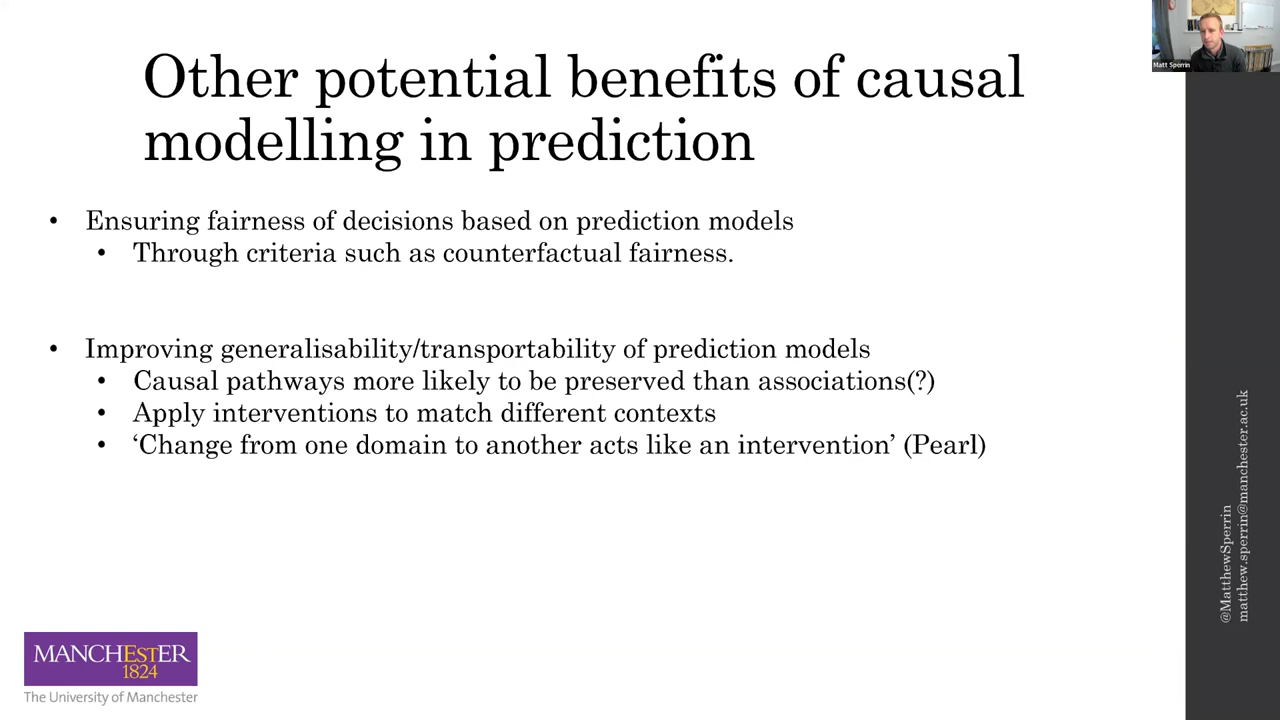 Other potential benefits of causal
modelling in prediction
• Ensuring fairness of decisions based on prediction models
• Through criteria such as counterfactual fairness.
• Improving generalisability/transportability of prediction models
• Causal pathways more likely to be preserved than associations(?)
• Apply interventions to match different contexts
• ‘Change from one domain to another acts like an intervention’ (Pearl)
Matt Sperrin
@MatthewSperrin
matthew.sperrin@manchester.ac.uk
MANCHESTER
1824
The University of Manchester